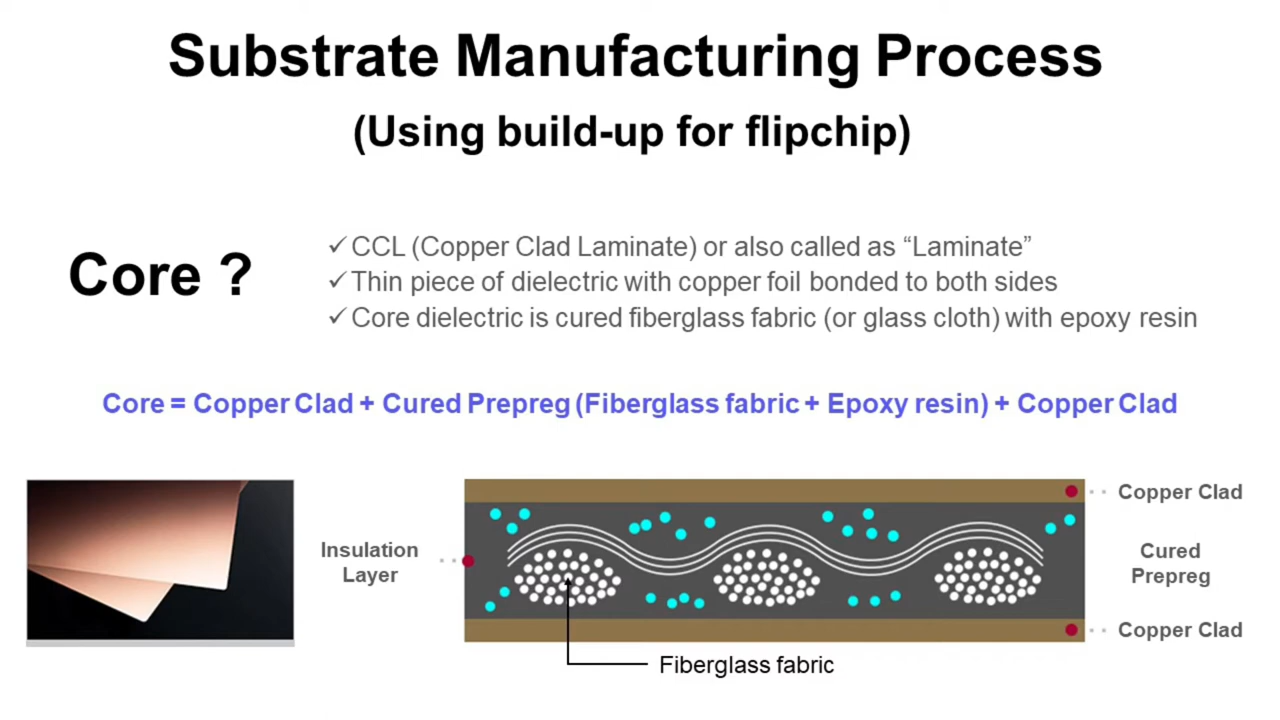 Substrate Manufacturing Process
(Using build-up for flipchip)
Core ?
✓ CCL (Copper Clad Laminate) or also called as “Laminate”
✓ Thin piece of dielectric with copper foil bonded to both sides
✓ Core dielectric is cured fiberglass fabric (or glass cloth) with epoxy resin
Core = Copper Clad + Cured Prepreg (Fiberglass fabric + Epoxy resin) + Copper Clad
Insulation
Layer
Copper Clad
Cured
Prepreg
Copper Clad
Fiberglass fabric